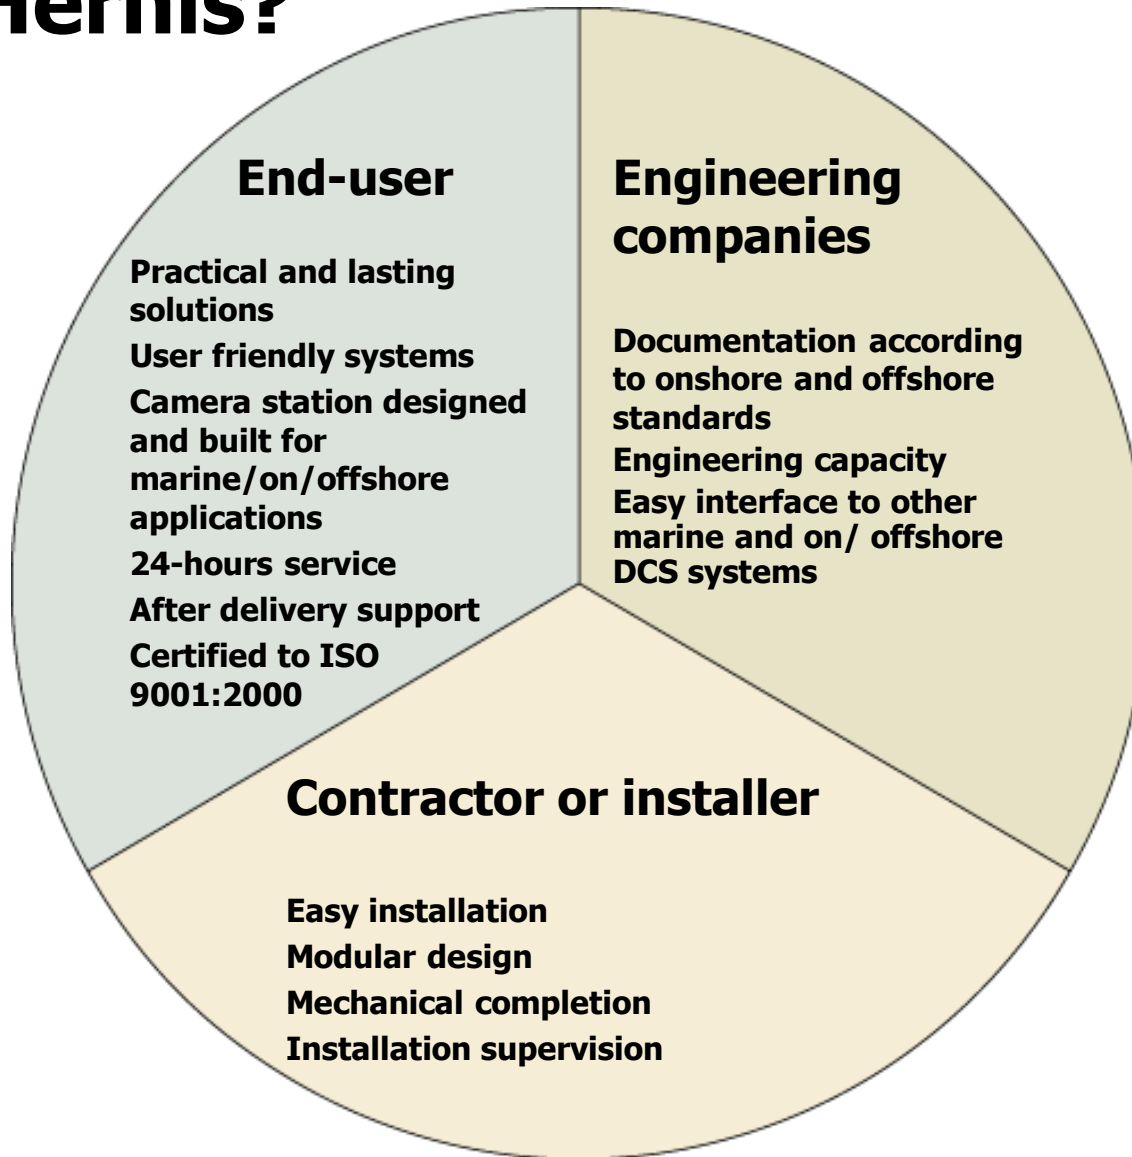 Hernis?
End-user
Practical and lasting
solutions
User friendly systems
Camera station designed
and built for
marine/on/offshore
applications
24-hours service
After delivery support
Certified to ISO
9001:2000
Engineering
companies
Documentation according
to onshore and offshore
standards
Engineering capacity
Easy interface to other
marine and on/ offshore
DCS systems
Contractor or installer
Easy installation
Modular design
Mechanical completion
Installation supervision